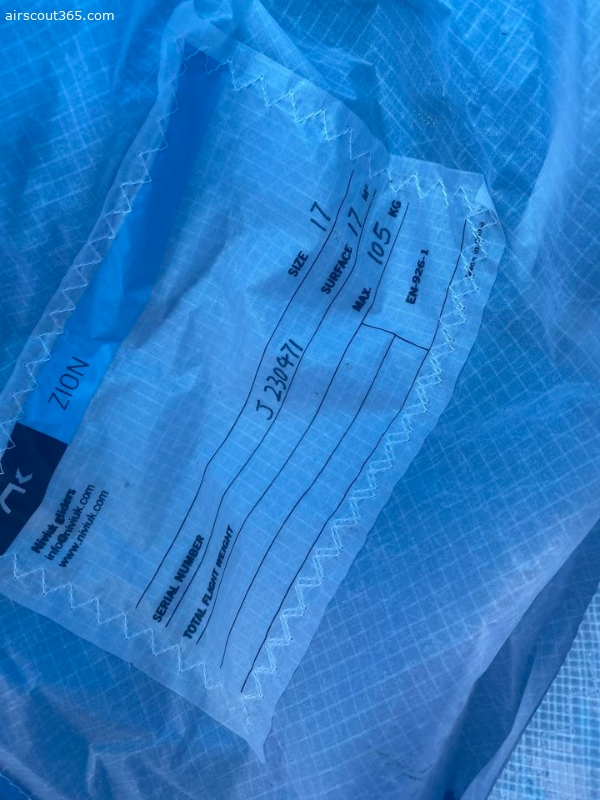 airscout365.com
ZION
Niviuk gliders
info@niviuk.com
www.niviuk.com
SIZE 17
SERIAL NUMBER J 230471 SURFACE 17 M²
TOTAL FLIGHT WEIGHT MAX. 105 KG
EN-926-1